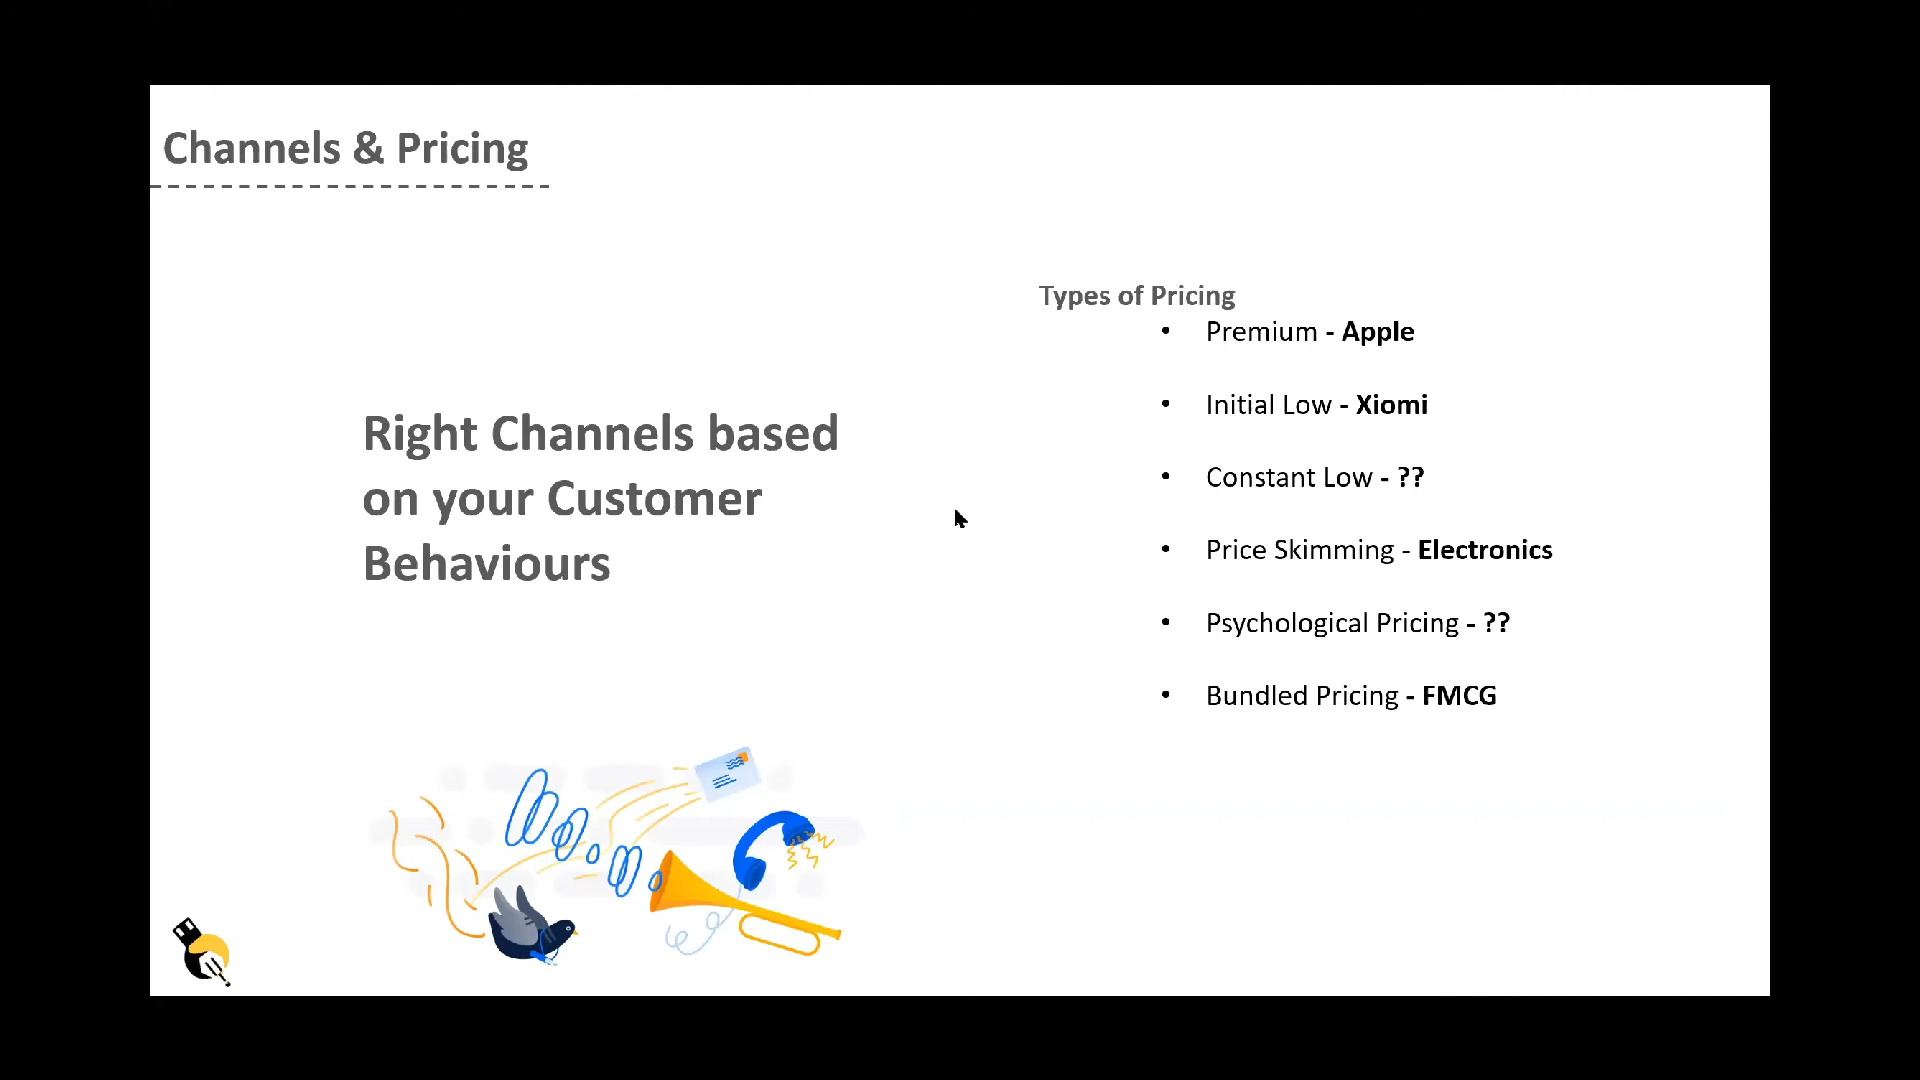 Channels & Pricing
Right Channels based
on your Customer
Behaviours
Types of Pricing
• Premium - Apple
• Initial Low - Xiomi
• Constant Low - ??
• Price Skimming - Electronics
• Psychological Pricing - ??
• Bundled Pricing - FMCG